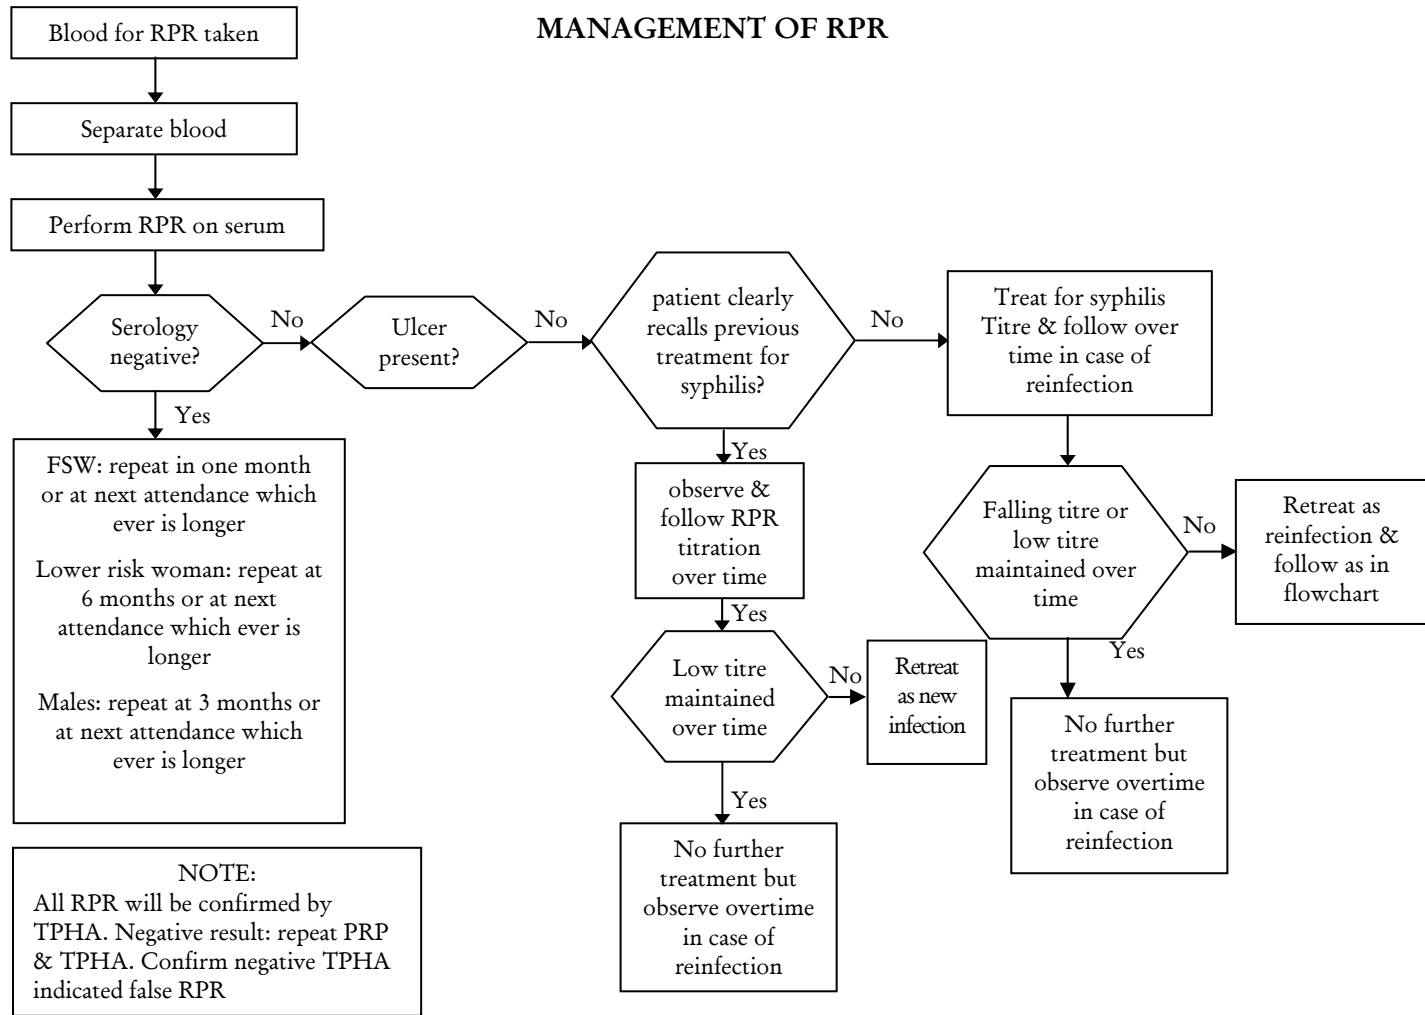 MANAGEMENT OF RPR
Blood for RPR taken
Separate blood
Perform RPR on serum
Serology
negative?
No
Ulcer
present?
No
patient clearly
recalls previous
treatment for
syphilis?
No
Treat for syphilis
Titre & follow over
time in case of
reinfection
Yes
FSW: repeat in one month
or at next attendance which
ever is longer
Lower risk woman: repeat at
6 months or at next
attendance which ever is
longer
Males: repeat at 3 months or
at next attendance which
ever is longer
Yes
observe &
follow RPR
titration
over time
Yes
Low titre
maintained
over time
No
Retreat
as new
infection
Yes
No further
treatment but
observe overtime
in case of
reinfection
Falling titre or
low titre
maintained over
time
No
Retreat as
reinfection &
follow as in
flowchart
Yes
No further
treatment but
observe overtime
in case of
reinfection
NOTE:
All RPR will be confirmed by
TPHA. Negative result: repeat PRP
& TPHA. Confirm negative TPHA
indicated false RPR